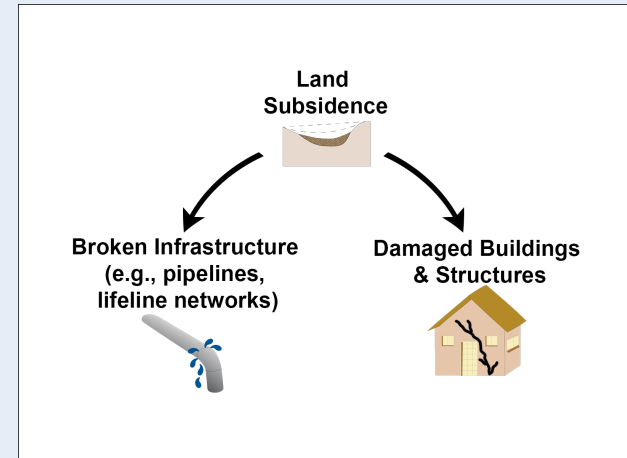 Land
Subsidence
Broken Infrastructure
(e.g., pipelines,
lifeline networks)
Damaged Buildings
& Structures